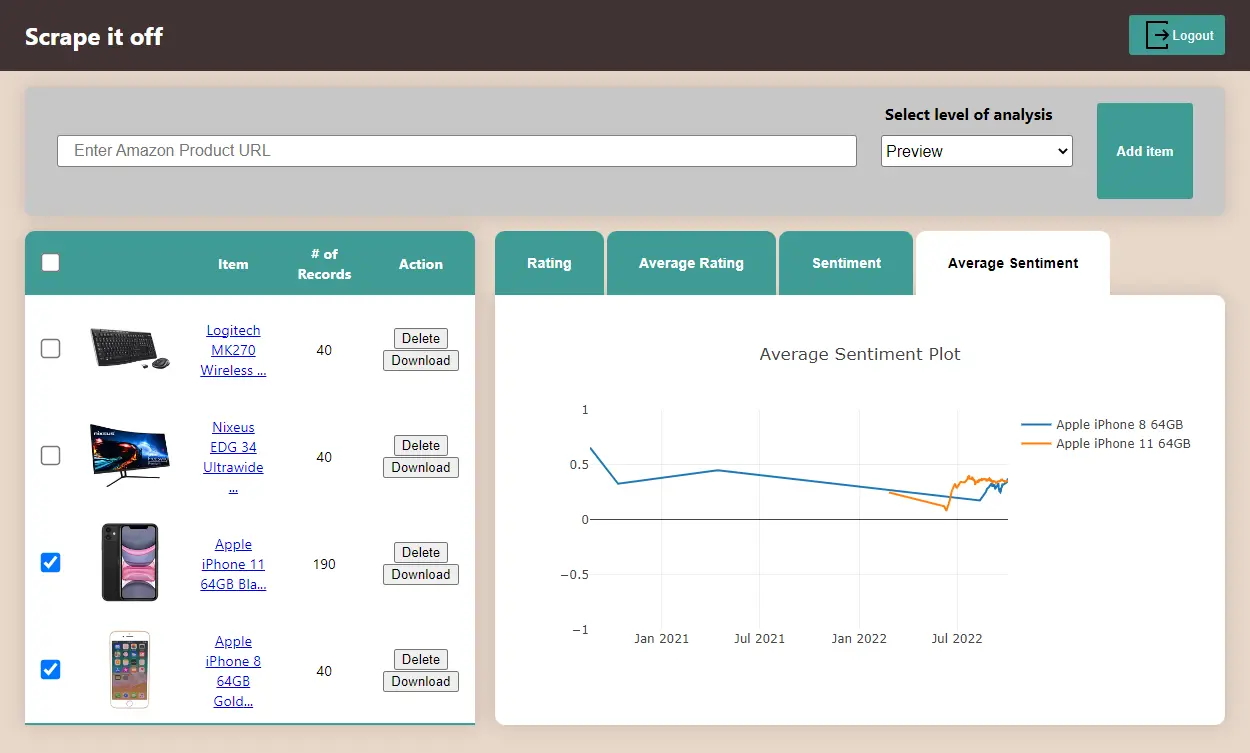 Scrape it off
Logout
Enter Amazon Product URL
Select level of analysis
Preview
Add item
Item
# of
Records
Action
Logitech
MK270
Wireless ...
40
Delete
Download
NIXEUS
Nixeus
EDG 34
Ultrawide
...
40
Delete
Download
Apple
iPhone 11
64GB Bla...
190
Delete
Download
Apple
iPhone 8
64GB
Gold...
40
Delete
Download
Rating
Average Rating
Sentiment
Average Sentiment
Average Sentiment Plot
1
0.5
0
−0.5
−1
Jan 2021
Jul 2021
Jan 2022
Jul 2022
Apple iPhone 8 64GB
Apple iPhone 11 64GB